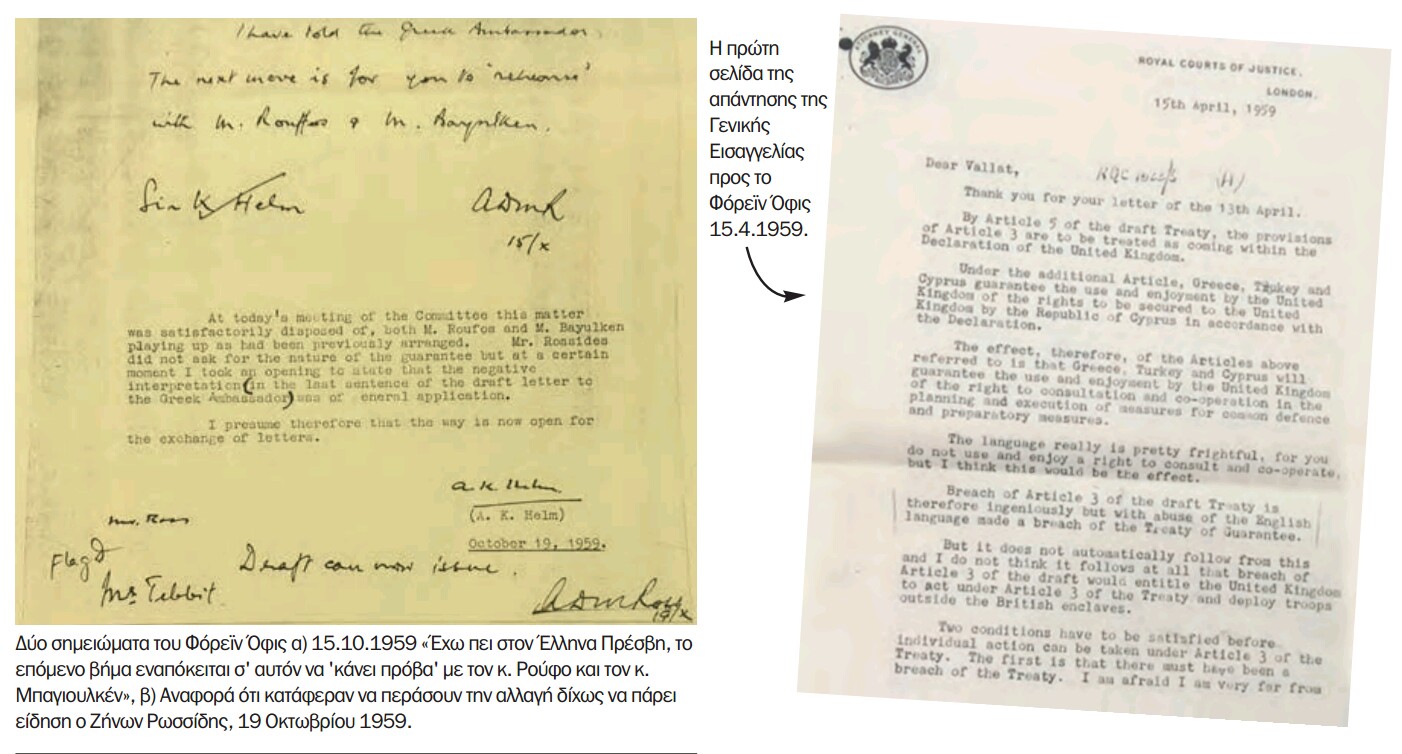 I have told the Greek Ambassador.
The next move is for you to 'rehearse'
with M. Rouffos & M. Bayulken.
Sir K Helm
ADMR
15/x
At today's meeting of the Committee this matter
was satisfactorily disposed of, both M. Roufos and M. Bayulken
playing up as had been previously arranged. Mr. Rossides
did not ask for the nature of the guarantee but at a certain
moment I took an opening to state that the negative
interpretation (in the last sentence of the draft letter to
the Greek Ambassador) was of eneral application.
I presume therefore that the way is now open for
the exchange of letters.
A. K. Helm
(A. K. Helm)
October 19, 1959.
Mr. Ross
Flag D
Draft can now issue.
Mr Tebbit
ADMRoss
19/x
Δύο σημειώματα του Φόρεϊν Όφις α) 15.10.1959 «Έχω πει στον Έλληνα Πρέσβη, το
επόμενο βήμα εναπόκειται σ' αυτόν να 'κάνει πρόβα' με τον κ. Ρούφο και τον κ.
Μπαγιουλκέν», β) Αναφορά ότι κατάφεραν να περάσουν την αλλαγή δίχως να πάρει
είδηση ο Ζήνων Ρωσσίδης, 19 Οκτωβρίου 1959.
Η πρώτη
σελίδα της
απάντησης της
Γενικής
Εισαγγελίας
προς το
Φόρεϊν Όφις
15.4.1959.
ATTORNEY GENERAL
ROYAL COURTS OF JUSTICE.
LONDON.
15th April, 1959
Dear Vallat,
(A)
Thank you for your letter of the 13th April.
By Article 5 of the draft Treaty, the provisions
of Article 3 are to be treated as coming within the
Declaration of the United Kingdom.
Under the additional Article, Greece, Turkey and
Cyprus guarantee the use and enjoyment by the United
Kingdom of the rights to be secured to the United
Kingdom by the Republic of Cyprus in accordance with
the Declaration.
The effect, therefore, of the Articles above
referred to is that Greece, Turkey and Cyprus will
guarantee the use and enjoyment by the United Kingdom
of the right to consultation and co-operation in the
planning and execution of measures for common defence
and preparatory measures.
The language really is pretty frightful, for you
do not use and enjoy a right to consult and co-operate,
but I think this would be the effect.
Breach of Article 3 of the draft Treaty is
therefore ingeniously but with abuse of the English
language made a breach of the Treaty of Guarantee.
But it does not automatically follow from this
and I do not think it follows at all that breach of
Article 3 of the draft would entitle the United Kingdom
to act under Article 3 of the Treaty and deploy troops
outside the British enclaves.
Two conditions have to be satisfied before
individual action can be taken under Article 3 of the
Treaty. The first is that there must have been a
breach of the Treaty. I am afraid I am very far from